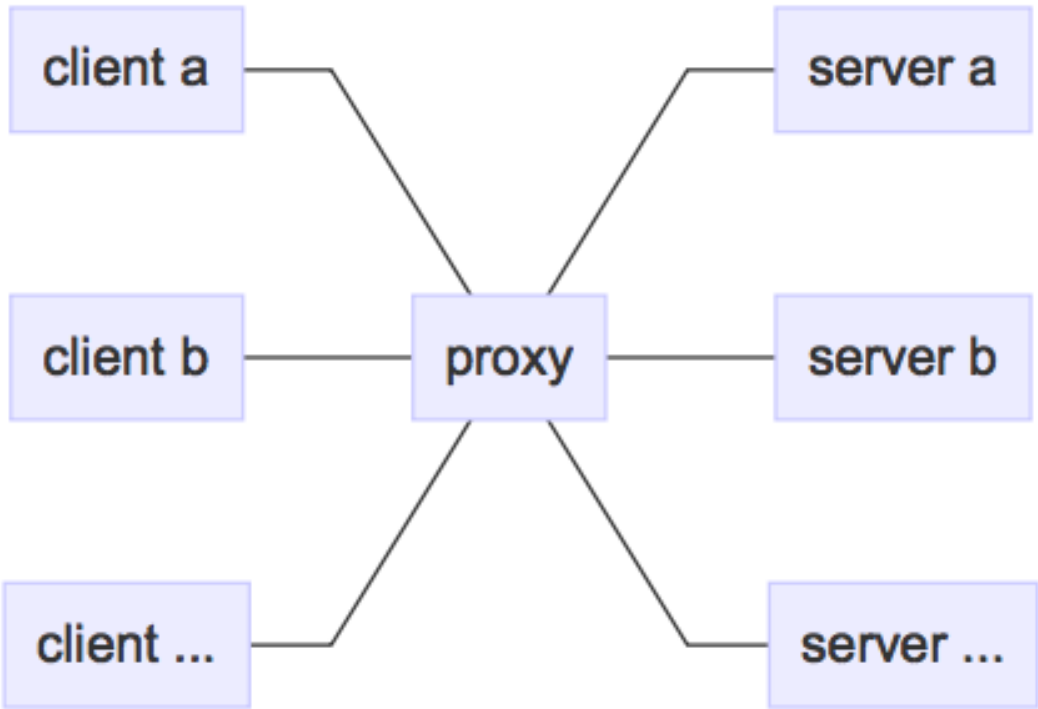 client a
server a
client b
proxy
server b
client ...
server ...